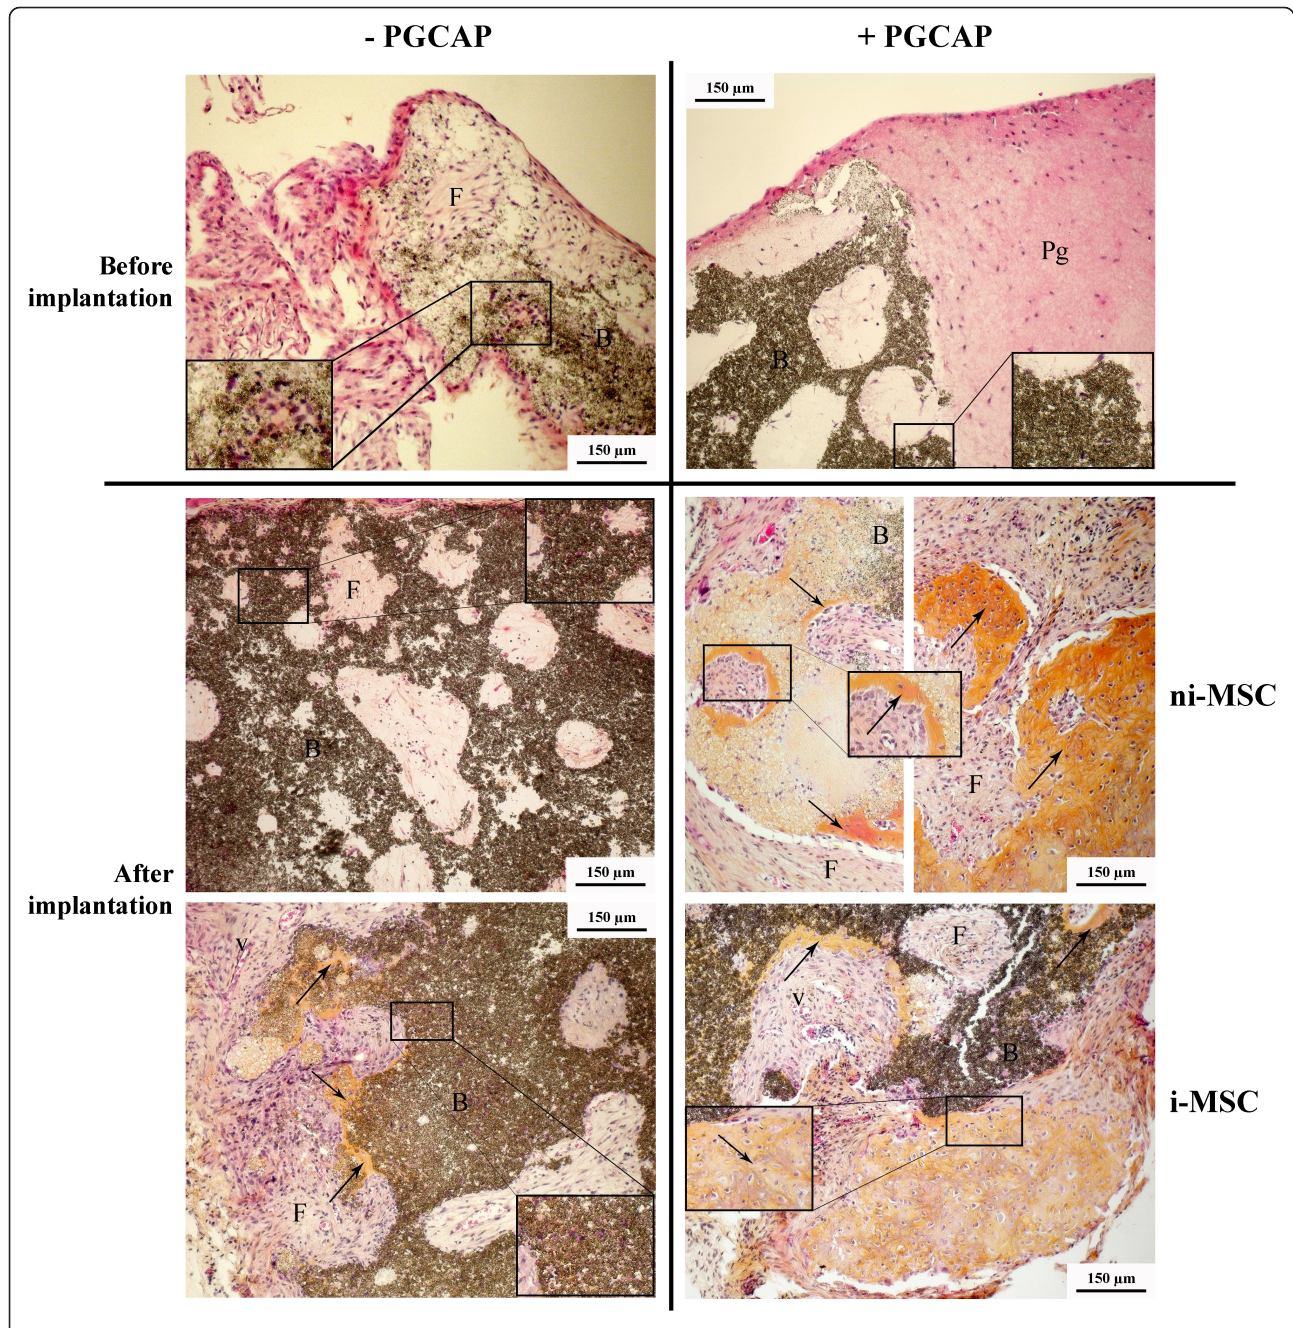 - PGCAP
+ PGCAP
Before
implantation
F
B
150 µm
150 µm
Pg
B
After
implantation
F
B
150 µm
B
F
F
150 µm
ni-MSC
150 µm
v
B
F
F
v
B
150 µm
i-MSC